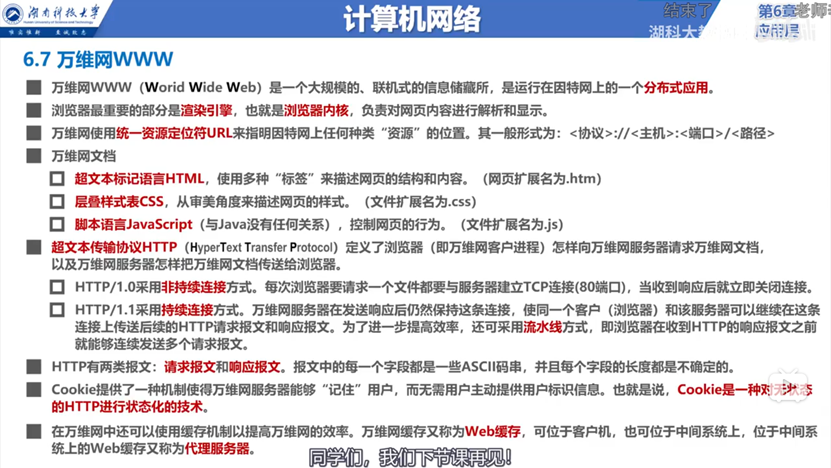 湖南科技大学
Hunan University of Science and Technology
唯实惟新 至诚致志
计算机网络
结束了
老师
第6章
湖科大教
应用层
6.7 万维网WWW
万维网WWW（Worid Wide Web）是一个大规模的、联机式的信息储藏所，是运行在因特网上的一个分布式应用。
浏览器最重要的部分是渲染引擎，也就是浏览器内核，负责对网页内容进行解析和显示。
万维网使用统一资源定位符URL来指明因特网上任何种类“资源”的位置。其一般形式为：<协议>://<主机>:<端口>/<路径>
万维网文档
超文本标记语言HTML，使用多种“标签”来描述网页的结构和内容。（网页扩展名为.htm）
层叠样式表CSS，从审美角度来描述网页的样式。（文件扩展名为.css）
脚本语言JavaScript（与Java没有任何关系），控制网页的行为。（文件扩展名为.js）
超文本传输协议HTTP（HyperText Transfer Protocol）定义了浏览器（即万维网客户进程）怎样向万维网服务器请求万维网文档，
以及万维网服务器怎样把万维网文档传送给浏览器。
HTTP/1.0采用非持续连接方式。每次浏览器要请求一个文件都要与服务器建立TCP连接(80端口)，当收到响应后就立即关闭连接。
HTTP/1.1采用持续连接方式。万维网服务器在发送响应后仍然保持这条连接，使同一个客户（浏览器）和该服务器可以继续在这条
连接上传送后续的HTTP请求报文和响应报文。为了进一步提高效率，还可采用流水线方式，即浏览器在收到HTTP的响应报文之前
就能够连续发送多个请求报文。
HTTP有两类报文：请求报文和响应报文。报文中的每一个字段都是一些ASCII码串，并且每个字段的长度都是不确定的。
Cookie提供了一种机制使得万维网服务器能够“记住”用户，而无需用户主动提供用户标识信息。也就是说，Cookie是一种对无状态
的HTTP进行状态化的技术。
在万维网中还可以使用缓存机制以提高万维网的效率。万维网缓存又称为Web缓存，可位于客户机，也可位于中间系统上，位于中间系
统上的Web缓存又称为代理服务器。
同学们，我们下节课再见！